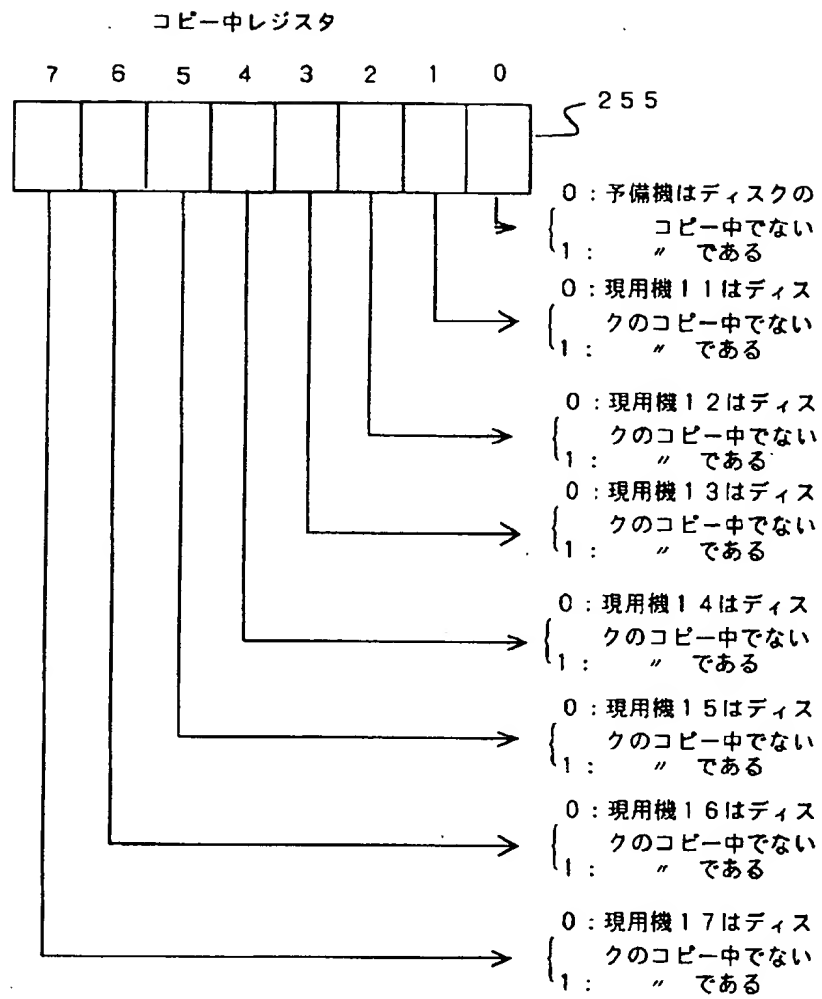 コピー中レジスタ
7 6 5 4 3 2 1 0
255
0:予備機はディスクの
コピー中でない
1: 〃 である
0:現用機11はディス
クのコピー中でない
1: 〃 である
0:現用機12はディス
クのコピー中でない
1: 〃 である
0:現用機13はディス
クのコピー中でない
1: 〃 である
0:現用機14はディス
クのコピー中でない
1: 〃 である
0:現用機15はディス
クのコピー中でない
1: 〃 である
0:現用機16はディス
クのコピー中でない
1: 〃 である
0:現用機17はディス
クのコピー中でない
1: 〃 である